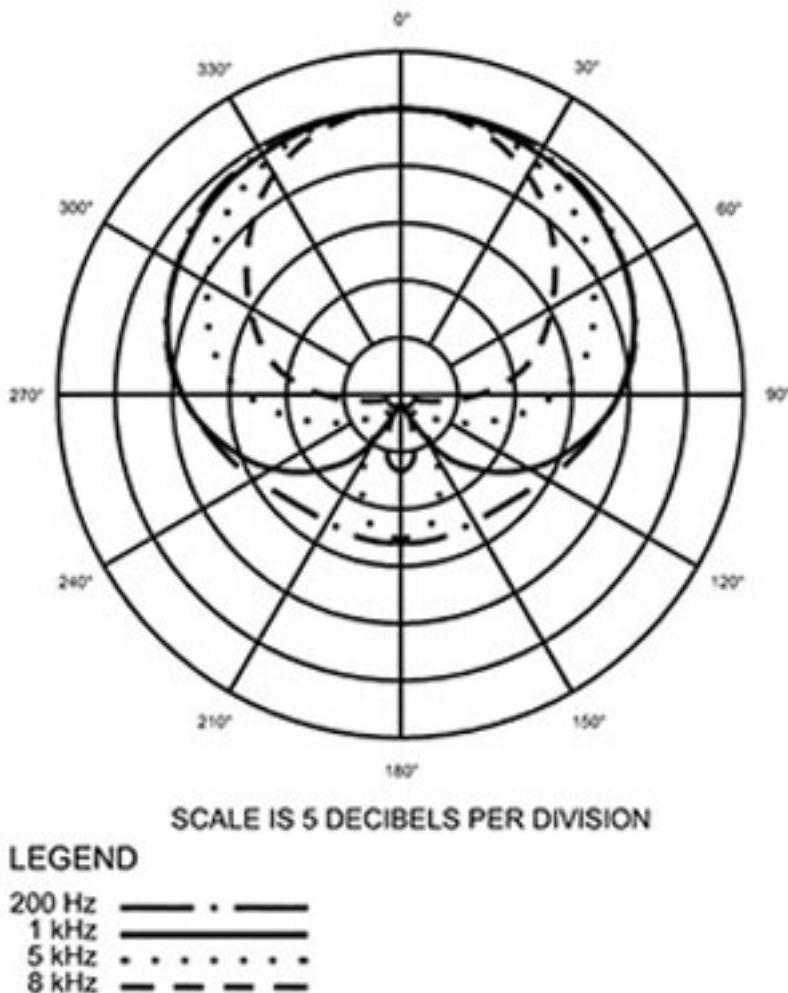 0°
330° 30°
300° 60°
270° 90°
240° 120°
210° 150°
180°
SCALE IS 5 DECIBELS PER DIVISION
LEGEND
200 Hz
1 kHz
5 kHz
8 kHz